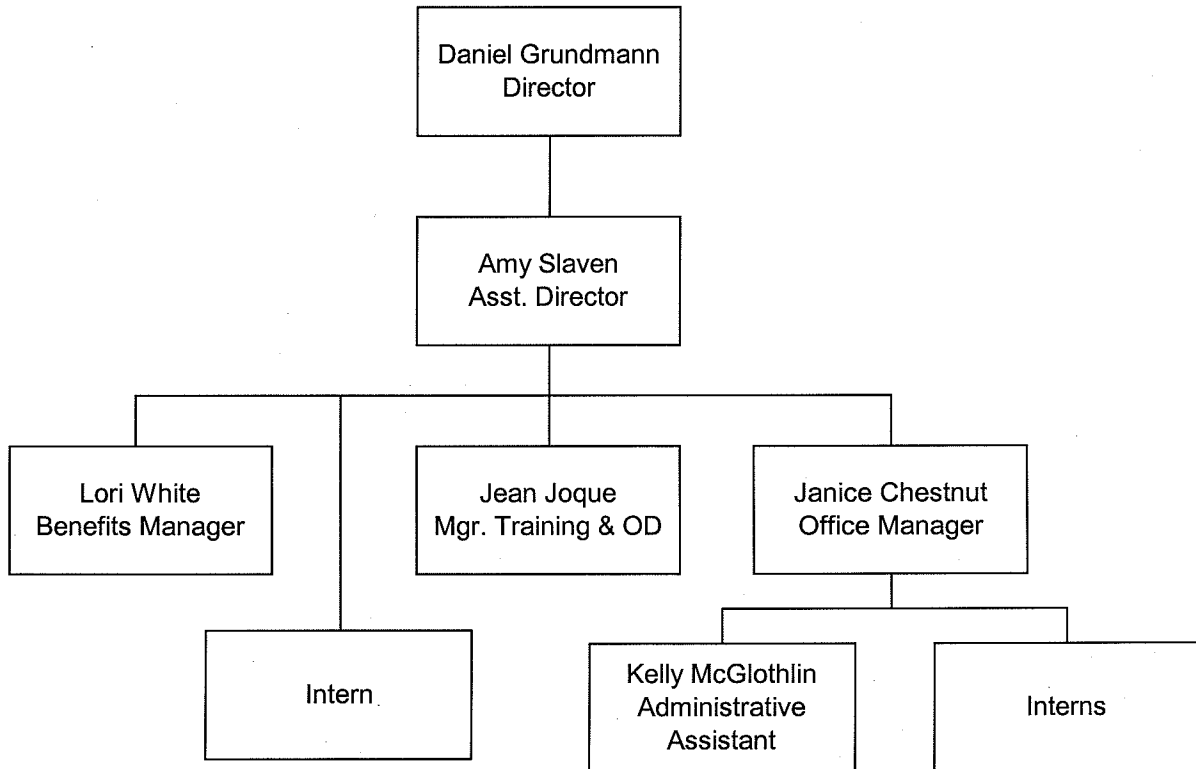 Daniel Grundmann
Director
Amy Slaven
Asst. Director
Lori White
Benefits Manager
Jean Joque
Mgr. Training & OD
Janice Chestnut
Office Manager
Intern
Kelly McGlothlin
Administrative
Assistant
Interns